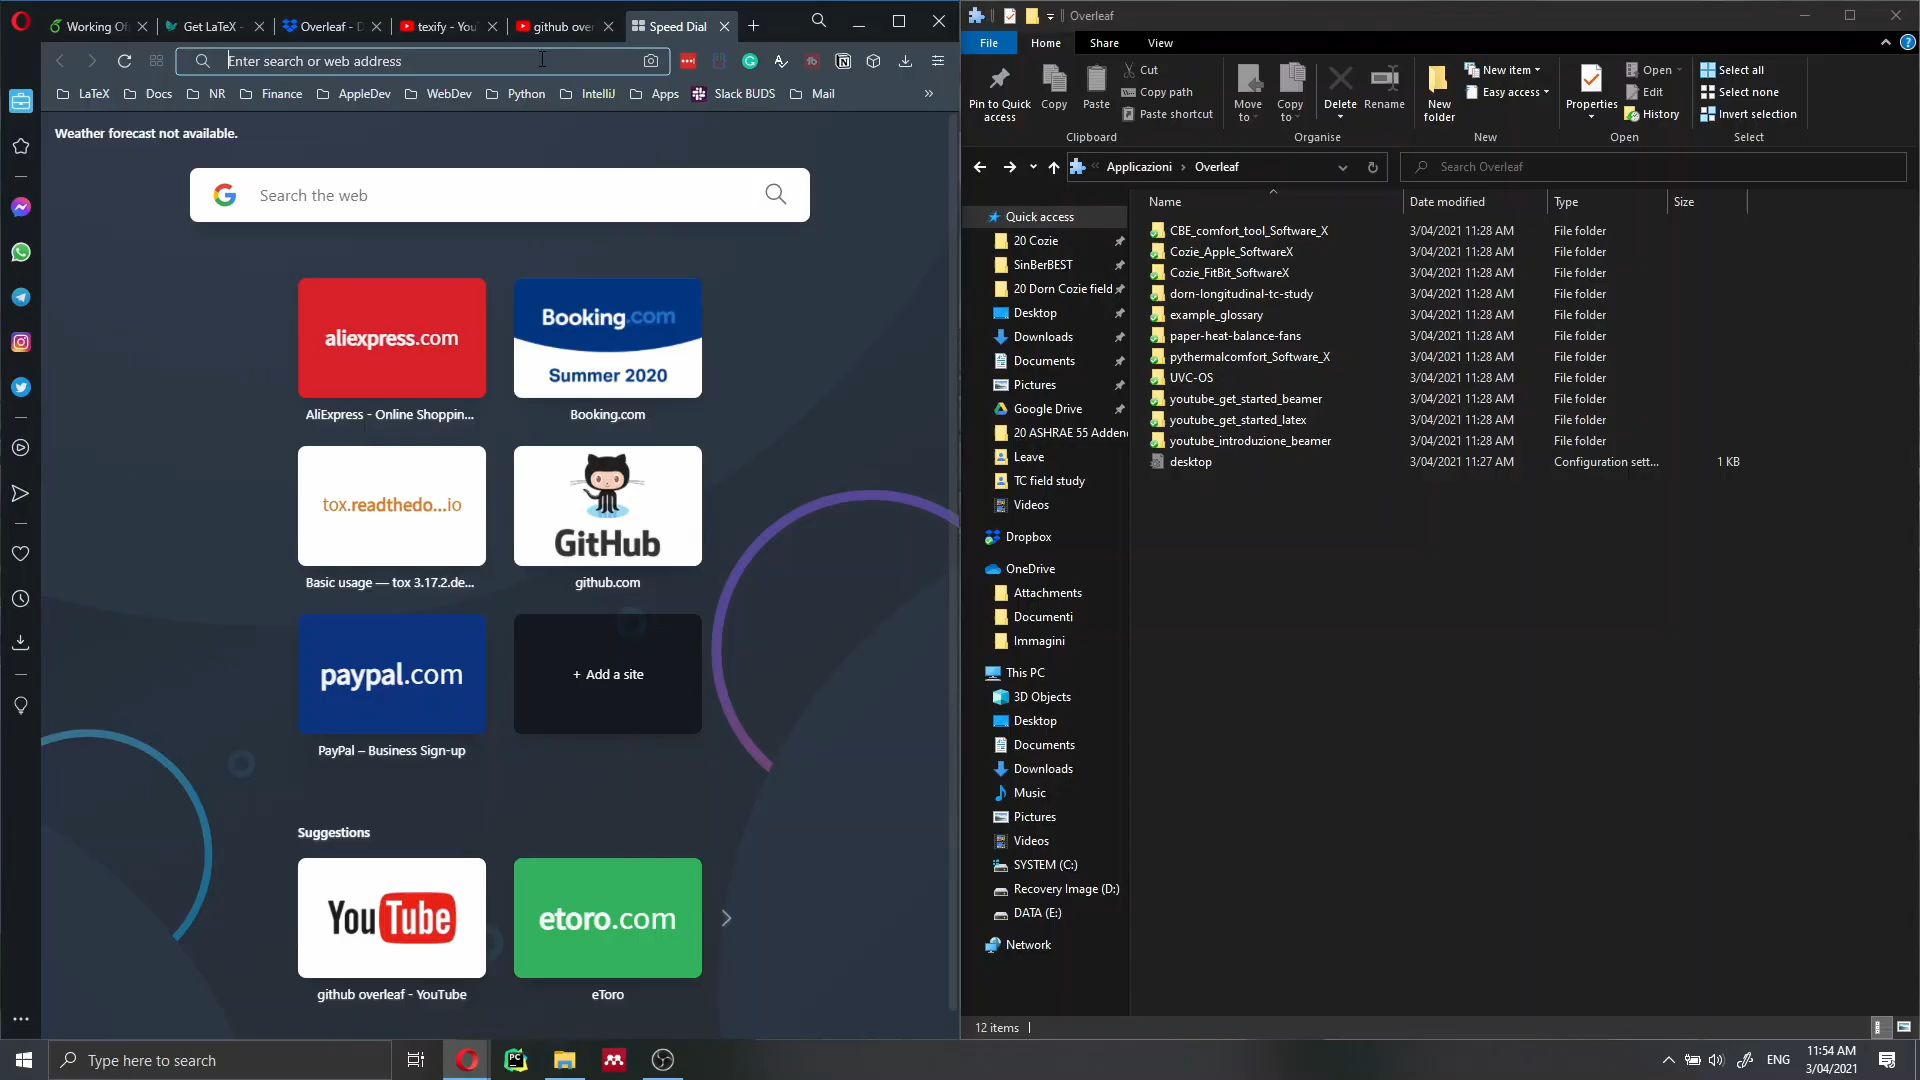 Working Of
Get LaTeX -
Overleaf - D
texify - You
github over
Speed Dial
Enter search or web address
LaTeX
Docs
NR
Finance
AppleDev
WebDev
Python
IntelliJ
Apps
Slack BUDS
Mail
Weather forecast not available.
Search the web
aliexpress.com
Booking.com
Summer 2020
AliExpress - Online Shoppin...
Booking.com
tox.readthedo...io
GitHub
Basic usage — tox 3.17.2.de...
github.com
paypal.com
+ Add a site
PayPal – Business Sign-up
Suggestions
YouTube
etoro.com
github overleaf - YouTube
eToro
Overleaf
File
Home
Share
View
Pin to Quick
access
Copy
Paste
Cut
Copy path
Paste shortcut
Clipboard
Move
to
Copy
to
Delete
Rename
Organise
New
folder
New item
Easy access
New
Properties
Open
Edit
History
Open
Select all
Select none
Invert selection
Select
Applicazioni
Overleaf
Search Overleaf
Quick access
20 Cozie
SinBerBEST
20 Dorn Cozie field
Desktop
Downloads
Documents
Pictures
Google Drive
20 ASHRAE 55 Adden
Leave
TC field study
Videos
Dropbox
OneDrive
Attachments
Documenti
Immagini
This PC
3D Objects
Desktop
Documents
Downloads
Music
Pictures
Videos
SYSTEM (C:)
Recovery Image (D:)
DATA (E:)
Network
Name Date modified Type Size
CBE_comfort_tool_Software_X 3/04/2021 11:28 AM File folder
Cozie_Apple_SoftwareX 3/04/2021 11:28 AM File folder
Cozie_FitBit_SoftwareX 3/04/2021 11:28 AM File folder
dorn-longitudinal-tc-study 3/04/2021 11:28 AM File folder
example_glossary 3/04/2021 11:28 AM File folder
paper-heat-balance-fans 3/04/2021 11:28 AM File folder
pythermalcomfort_Software_X 3/04/2021 11:28 AM File folder
UVC-OS 3/04/2021 11:28 AM File folder
youtube_get_started_beamer 3/04/2021 11:28 AM File folder
youtube_get_started_latex 3/04/2021 11:28 AM File folder
youtube_introduzione_beamer 3/04/2021 11:28 AM File folder
desktop 3/04/2021 11:27 AM Configuration sett... 1 KB
12 items
Type here to search
PC
ENG
11:54 AM
3/04/2021